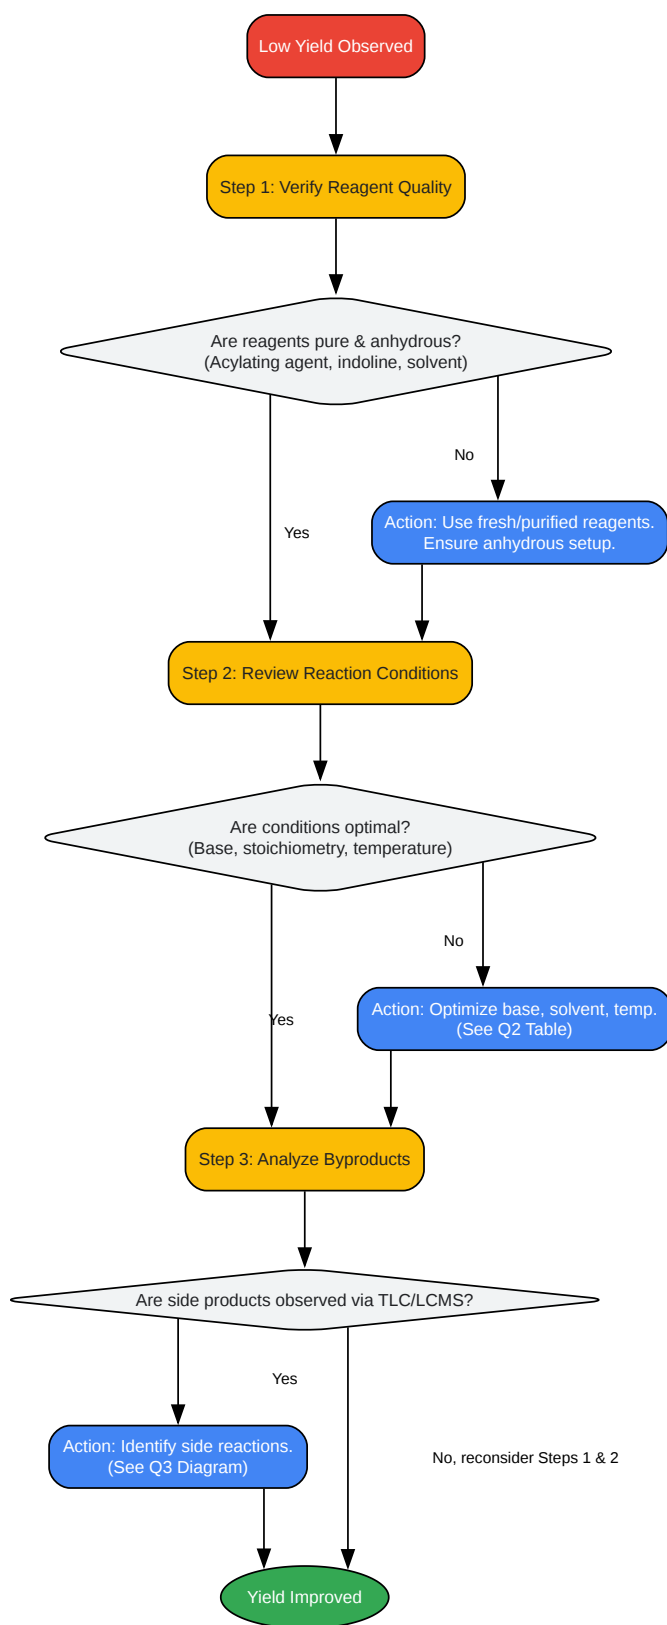 Low Yield Observed
Step 1: Verify Reagent Quality
Are reagents pure & anhydrous?
(Acylating agent, indoline, solvent)
No
Action: Use fresh/purified reagents.
Ensure anhydrous setup.
Yes
Step 2: Review Reaction Conditions
Are conditions optimal?
(Base, stoichiometry, temperature)
No
Action: Optimize base, solvent, temp.
(See Q2 Table)
Yes
Step 3: Analyze Byproducts
Are side products observed via TLC/LCMS?
Yes
Action: Identify side reactions.
(See Q3 Diagram)
No, reconsider Steps 1 & 2
Yield Improved